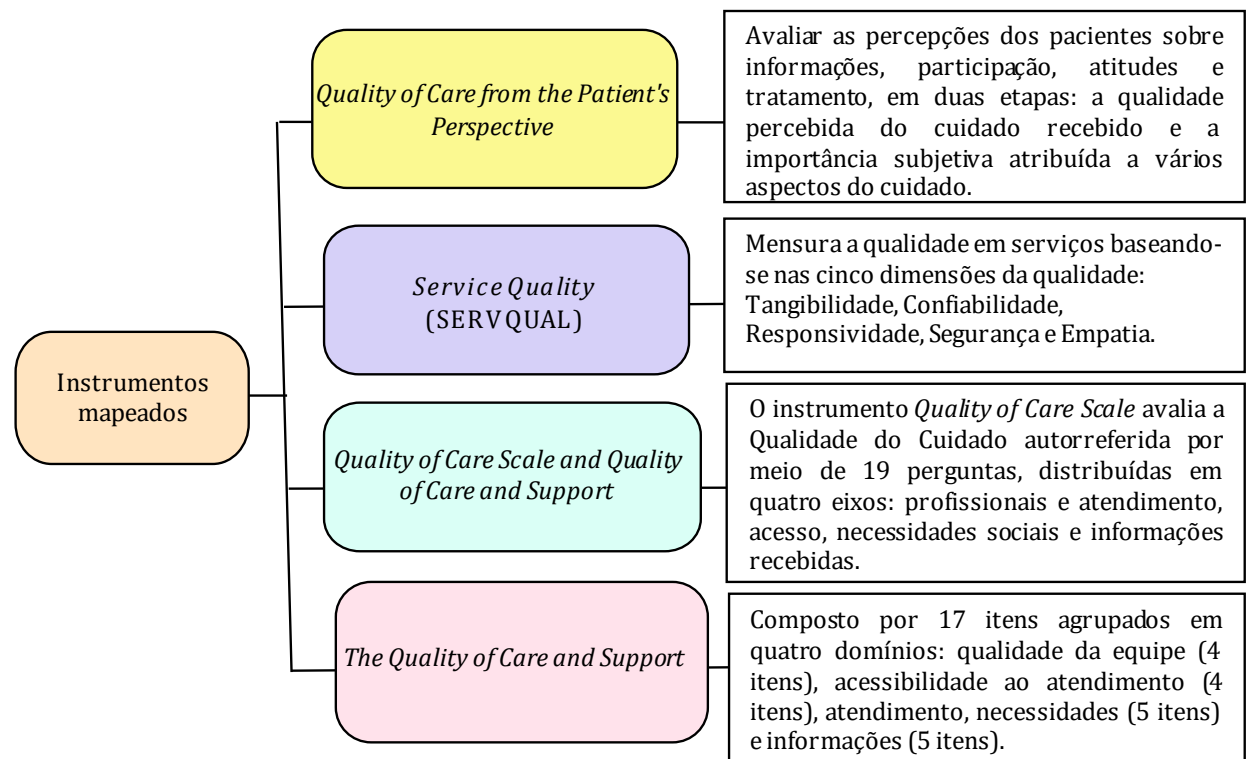 Instrumentos
mapeados
Quality of Care from the Patient's
Perspective
Avaliar as percepções dos pacientes sobre
informações, participação, atitudes e
tratamento, em duas etapas: a qualidade
percebida do cuidado recebido e a
importância subjetiva atribuída a vários
aspectos do cuidado.
Service Quality
(SERVQUAL)
Mensura a qualidade em serviços baseando-
se nas cinco dimensões da qualidade:
Tangibilidade, Confiabilidade,
Responsividade, Segurança e Empatia.
Quality of Care Scale and Quality
of Care and Support
O instrumento Quality of Care Scale avalia a
Qualidade do Cuidado autorreferida por
meio de 19 perguntas, distribuídas em
quatro eixos: profissionais e atendimento,
acesso, necessidades sociais e informações
recebidas.
The Quality of Care and Support
Composto por 17 itens agrupados em
quatro domínios: qualidade da equipe (4
itens), acessibilidade ao atendimento (4
itens), atendimento, necessidades (5 itens)
e informações (5 itens).